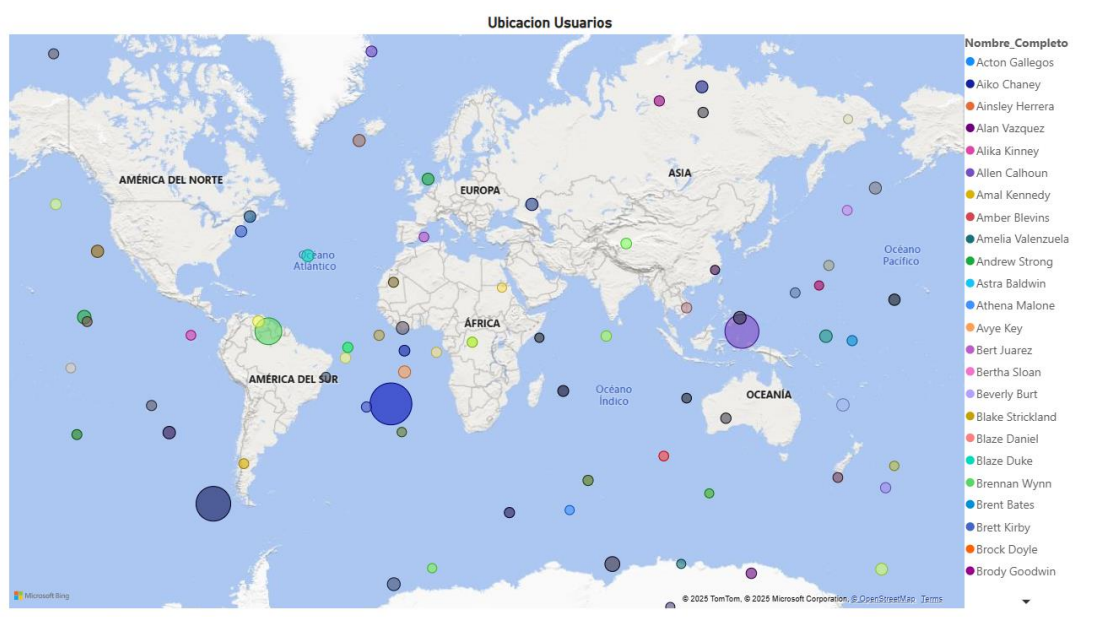 Ubicacion Usuarios
Nombre_Completo
Acton Gallegos
Aiko Chaney
Ainsley Herrera
Alan Vazquez
Alika Kinney
Allen Calhoun
Amal Kennedy
Amber Blevins
Amelia Valenzuela
Andrew Strong
Astra Baldwin
Athena Malone
Avye Key
Bert Juarez
Bertha Sloan
Beverly Burt
Blake Strickland
Blaze Daniel
Blaze Duke
Brennan Wynn
Brent Bates
Brett Kirby
Brock Doyle
Brody Goodwin
AMÉRICA DEL NORTE
EUROPA
ASIA
Océano
Atlántico
Océano
Pacífico
ÁFRICA
AMÉRICA DEL SUR
Océano
Índico
OCEANÍA
Microsoft Bing
© 2025 TomTom, © 2025 Microsoft Corporation, © OpenStreetMap Terms